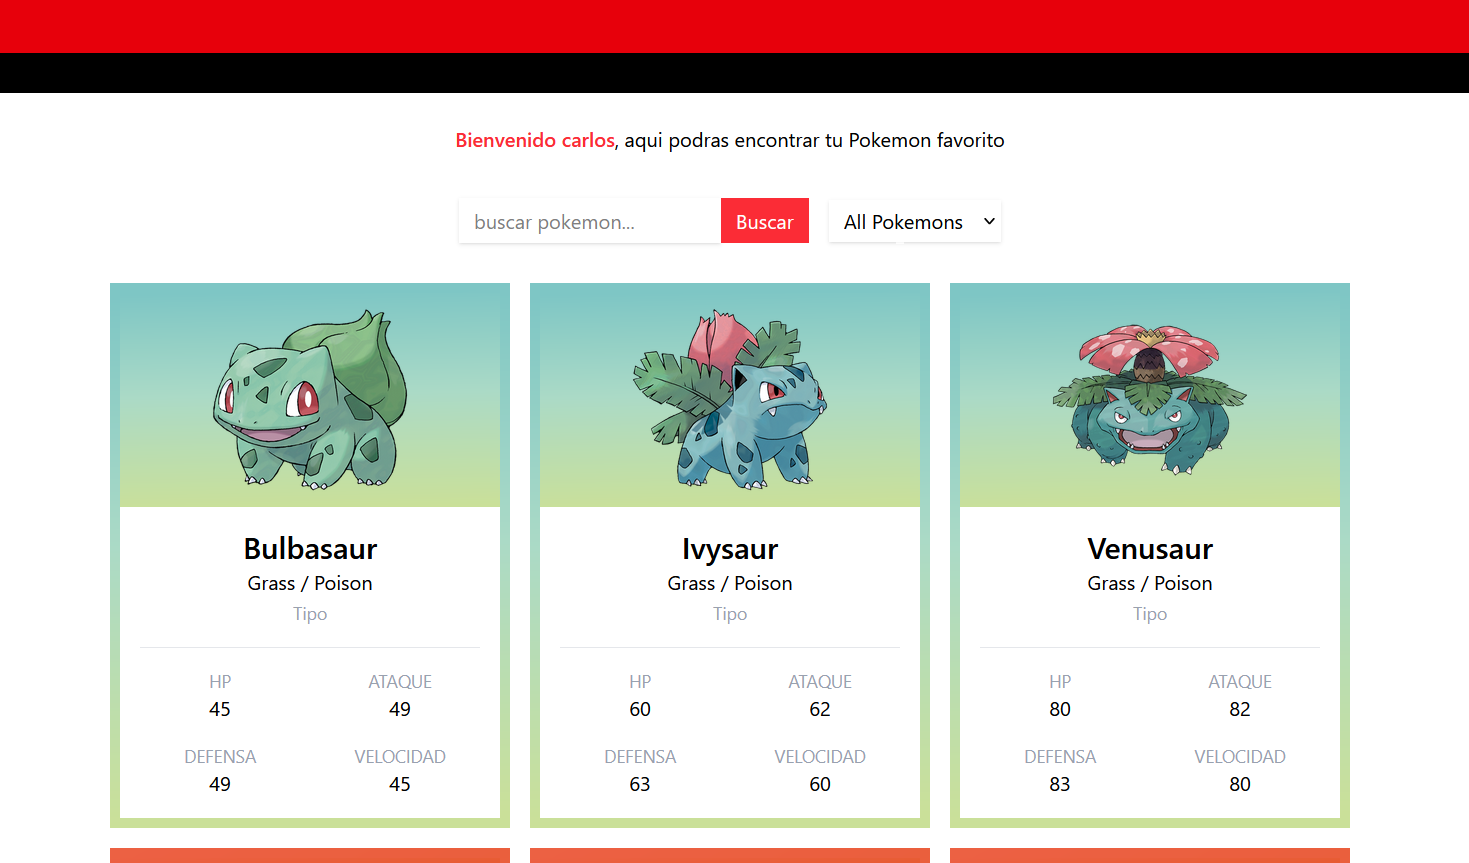 Bienvenido carlos, aqui podras encontrar tu Pokemon favorito
buscar pokemon...
Buscar
All Pokemons
Bulbasaur
Grass / Poison
Tipo
HP
ATAQUE
45
49
DEFENSA
VELOCIDAD
49
45
Ivysaur
Grass / Poison
Tipo
HP
ATAQUE
60
62
DEFENSA
VELOCIDAD
63
60
Venusaur
Grass / Poison
Tipo
HP
ATAQUE
80
82
DEFENSA
VELOCIDAD
83
80